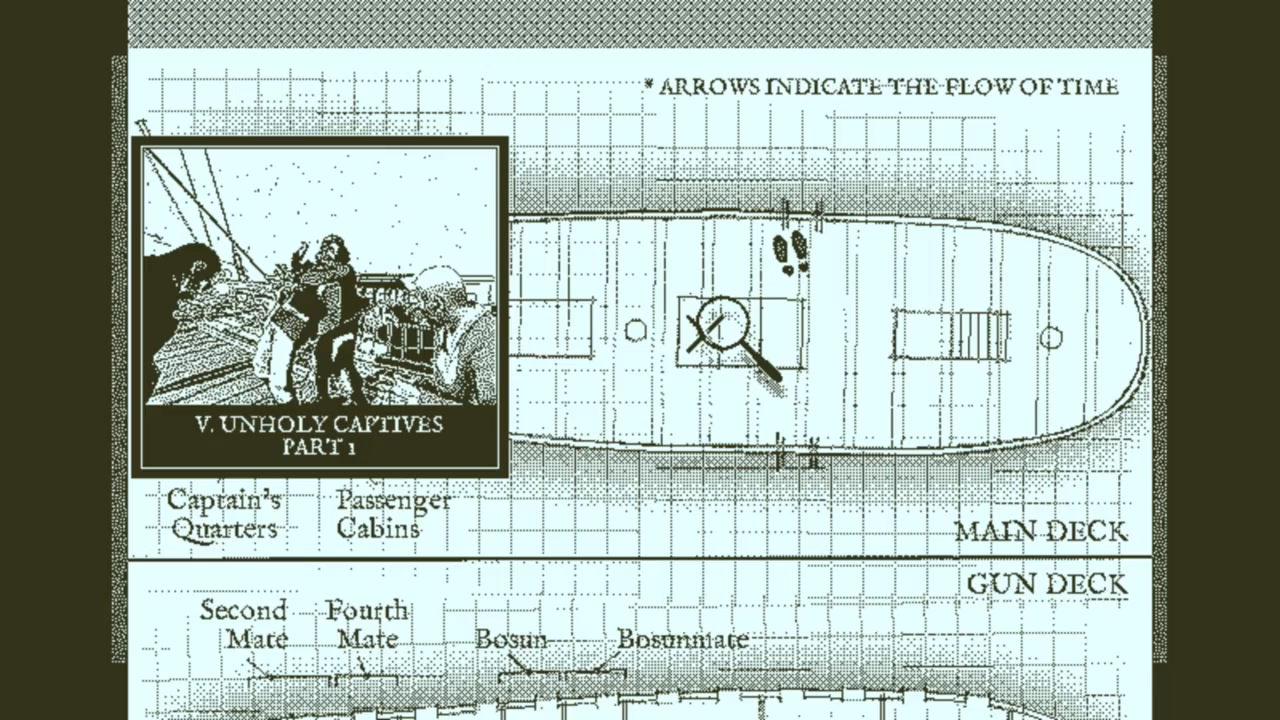 * ARROWS INDICATE THE FLOW OF TIME
V. UNHOLY CAPTIVES
PART 1
Captain's
Quarters
Passenger
Cabins
MAIN DECK
GUN DECK
Second
Mate
Fourth
Mate
Bosun
Bosunmate